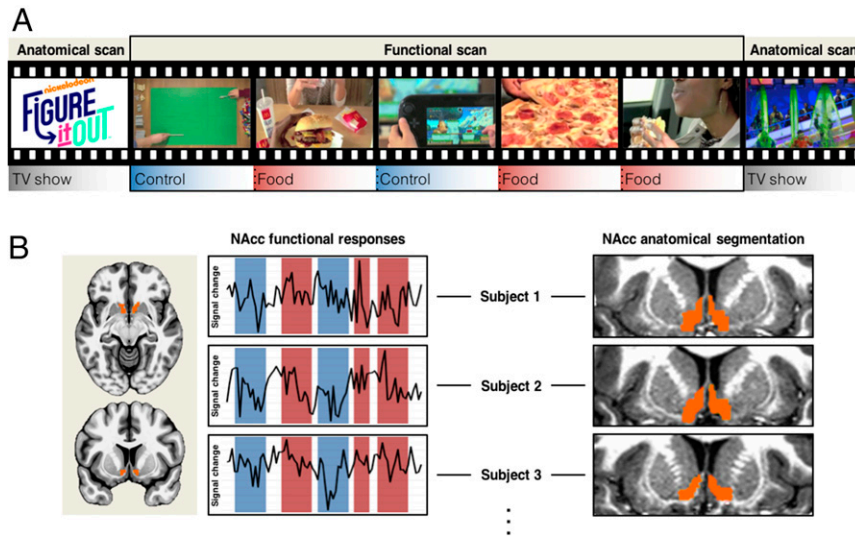 A
Anatomical scan Functional scan Anatomical scan
nickelodeon
FiGURE
it OUT
TV show Control Food Control Food Food TV show
B
NAcc functional responses NAcc anatomical segmentation
Signal change
Subject 1
Signal change
Subject 2
Signal change
Subject 3